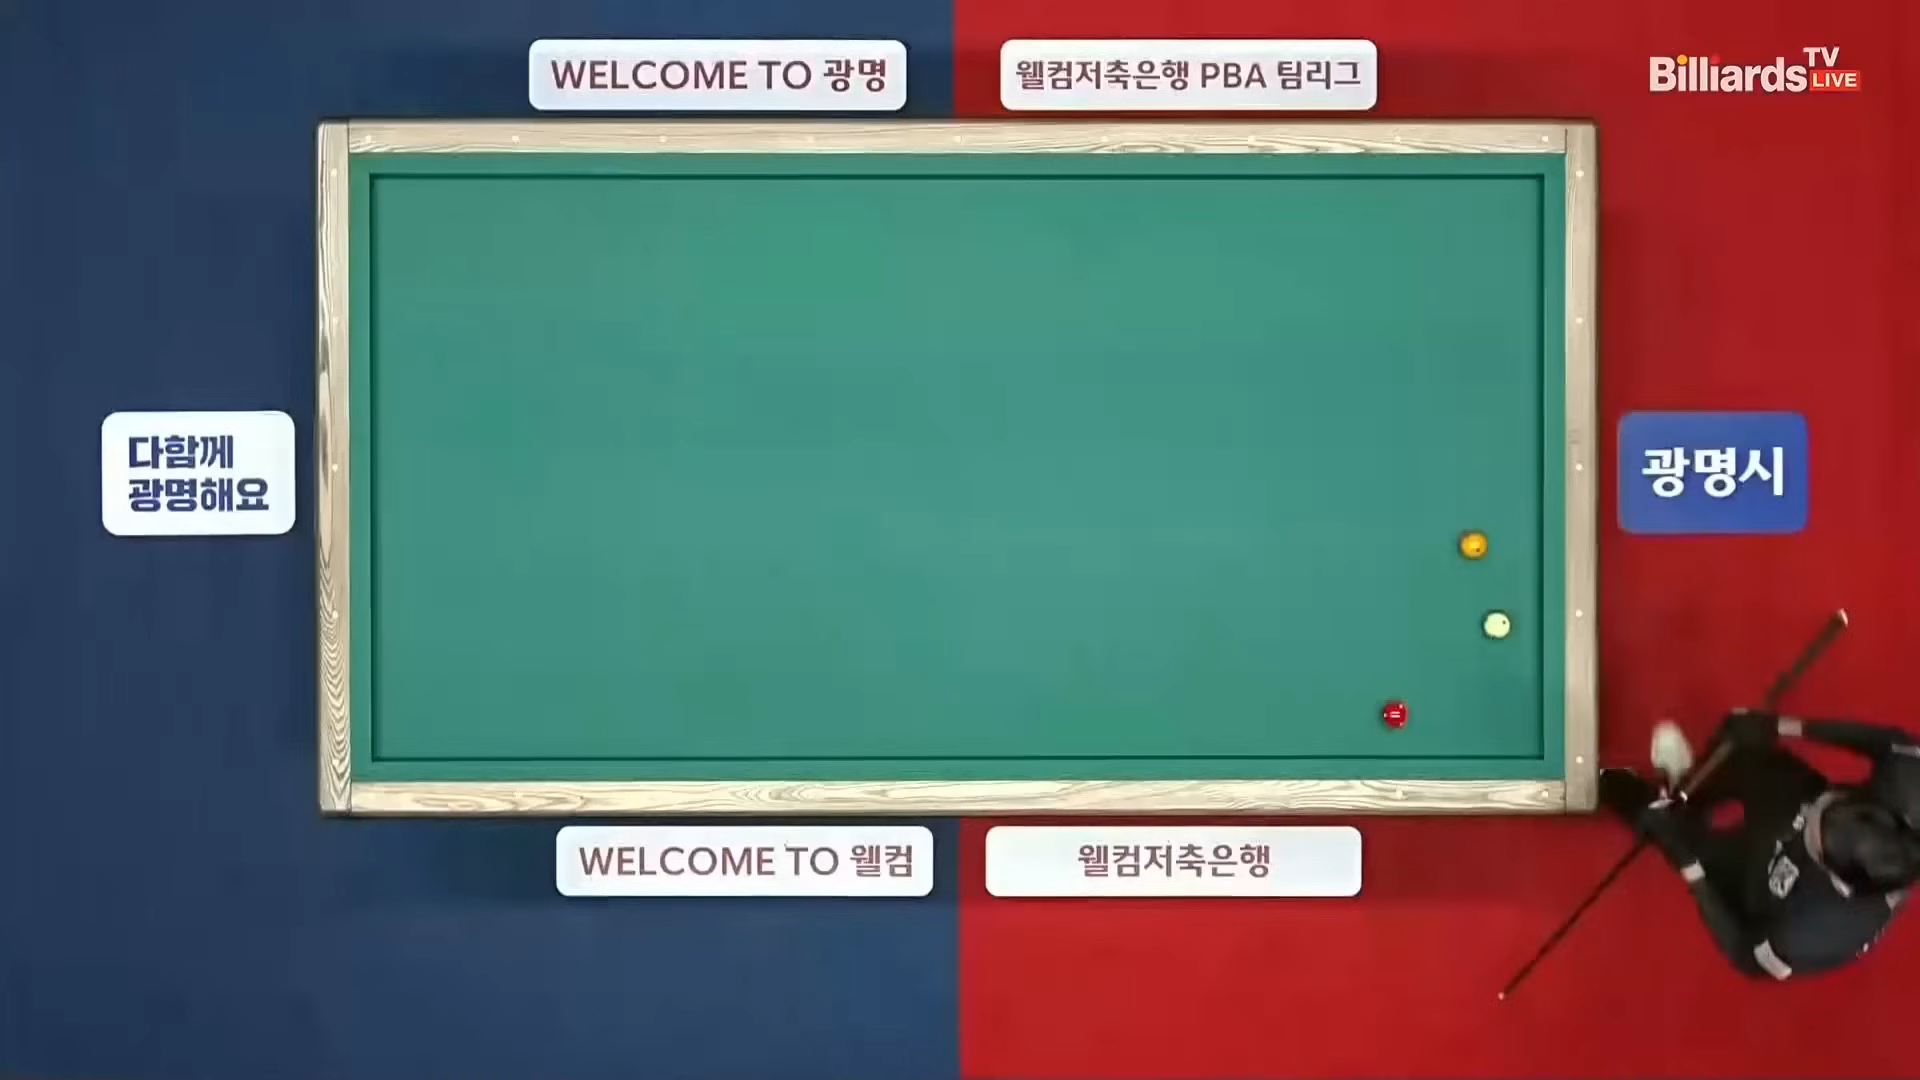 WELCOME TO 광명
웰컴저축은행 PBA 팀리그
Billiards TV
LIVE
다함께
광명해요
광명시
WELCOME TO 웰컴
웰컴저축은행